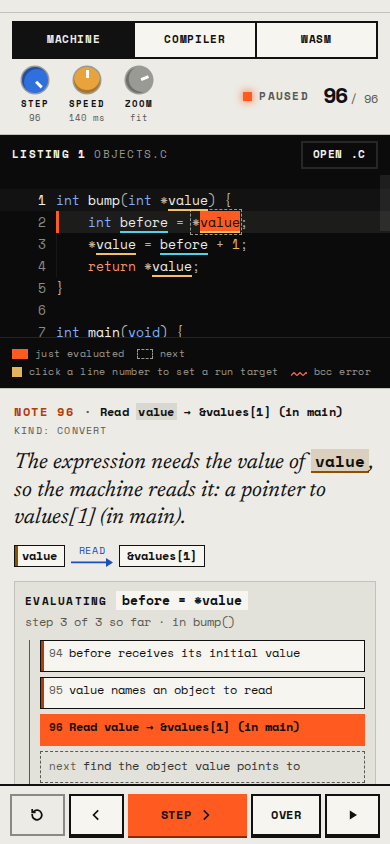 MACHINE COMPILER WASM
STEP SPEED ZOOM
96 140 ms fit
PAUSED 96 / 96
LISTING 1 OBJECTS.C OPEN .C
1 int bump(int *value) {
2 int before = *value;
3 *value = before + 1;
4 return *value;
5 }
6
7 int main(void) {
just evaluated next
click a line number to set a run target bcc error
NOTE 96 · Read value → &values[1] (in main)
KIND: CONVERT
The expression needs the value of value,
so the machine reads it: a pointer to
values[1] (in main).
value READ &values[1]
EVALUATING before = *value
step 3 of 3 so far · in bump()
94 before receives its initial value
95 value names an object to read
96 Read value → &values[1] (in main)
next find the object value points to
STEP OVER